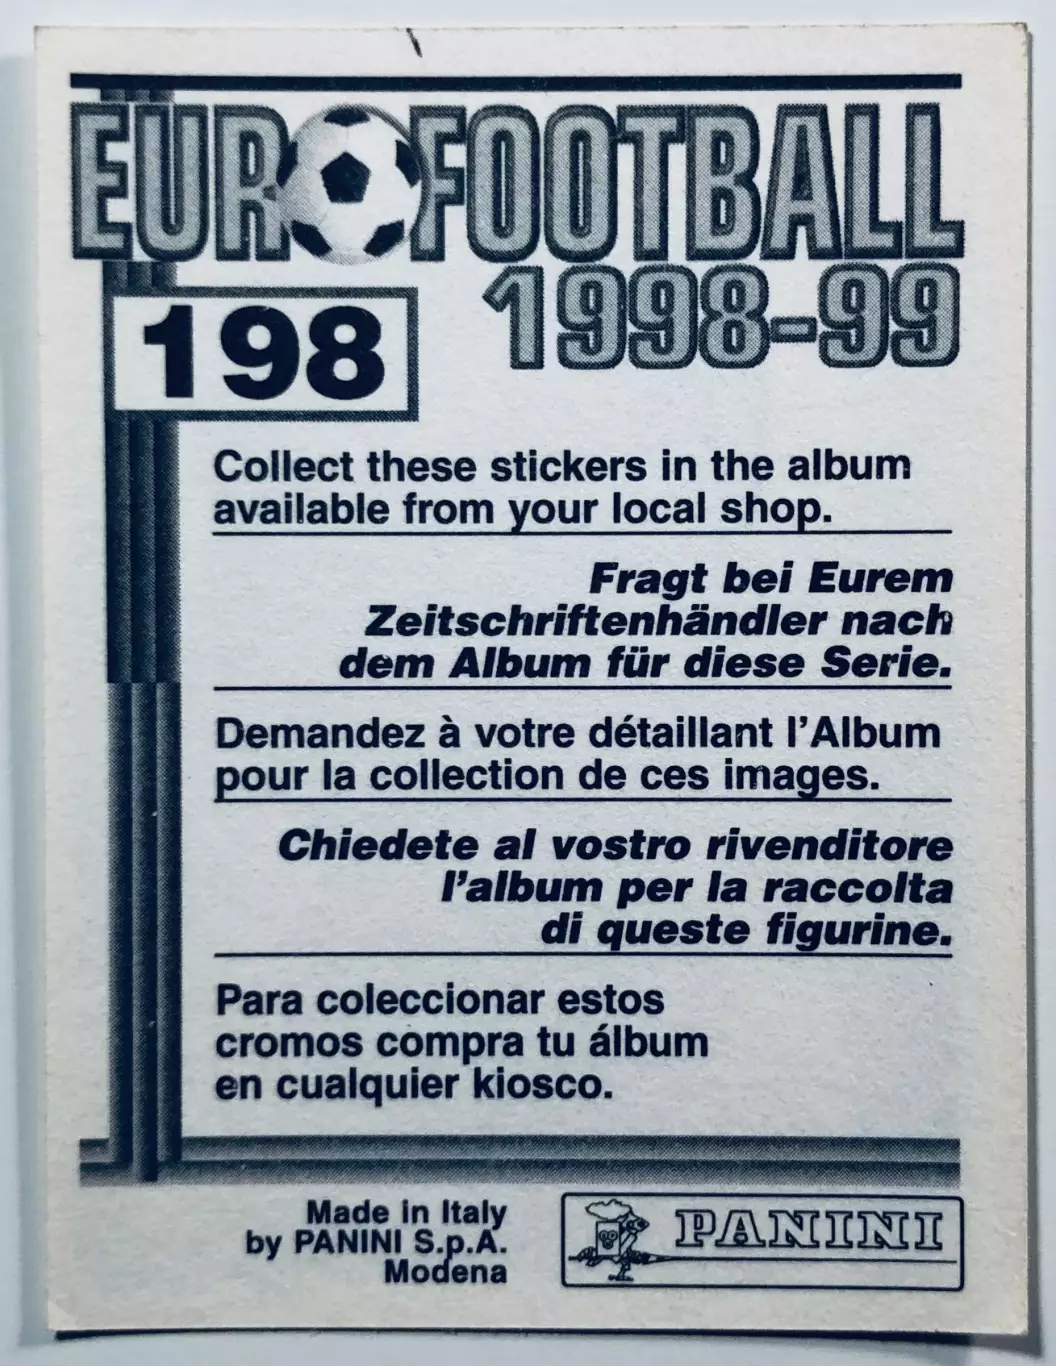 EUROFOOTBALL
1998-99
198
Collect these stickers in the album
available from your local shop.
Fragt bei Eurem
Zeitschriftenhändler nach
dem Album für diese Serie.
Demandez à votre détaillant l'Album
pour la collection de ces images.
Chiedete al vostro rivenditore
l'album per la raccolta
di queste figurine.
Para coleccionar estos
cromos compra tu álbum
en cualquier kiosco.
Made in Italy
by PANINI S.p.A.
Modena
PANINI